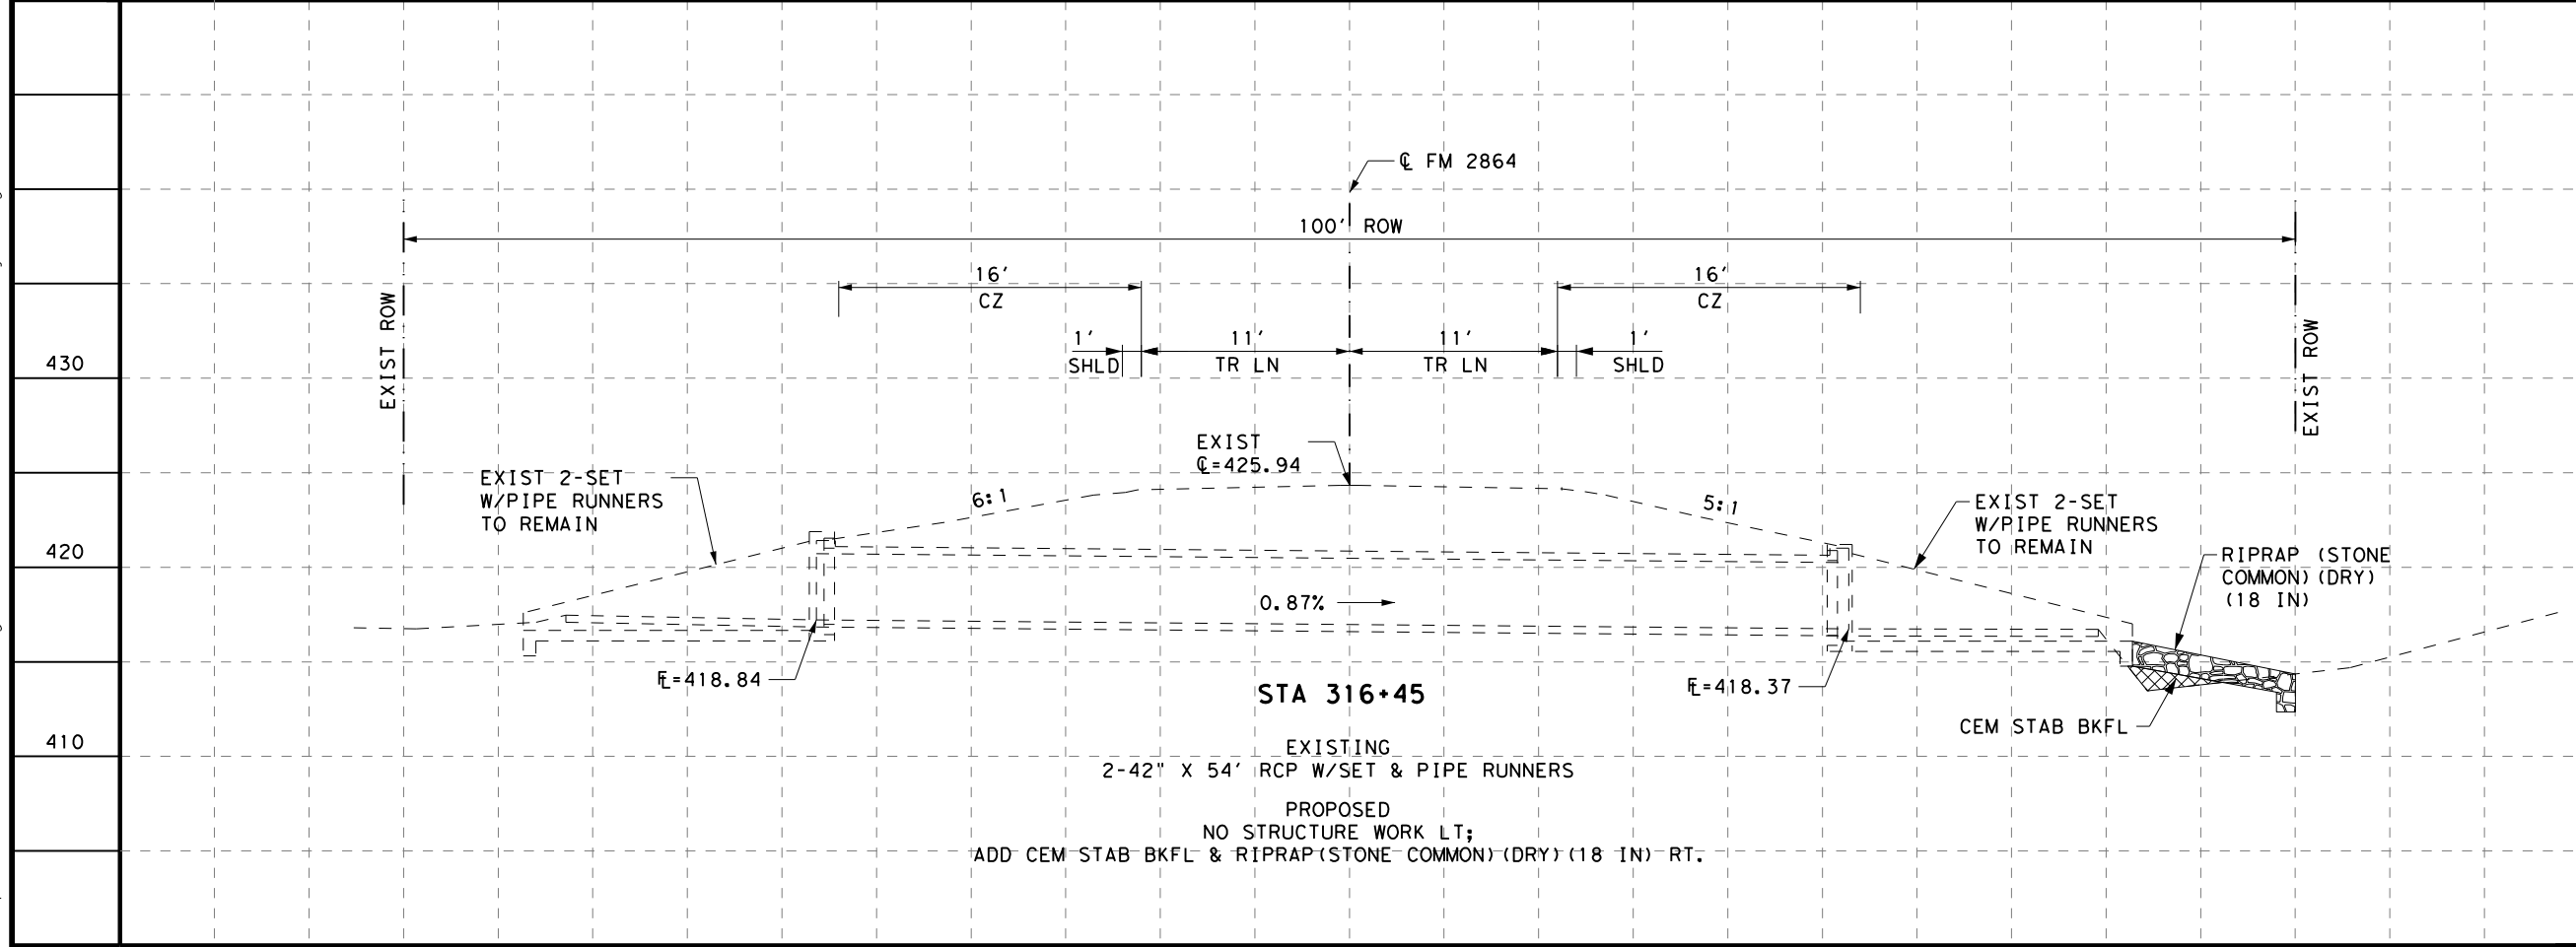 ℄ FM 2864
100' ROW
16'
CZ
16'
CZ
EXIST ROW
EXIST ROW
1'
SHLD
11'
TR LN
11'
TR LN
1'
SHLD
430
EXIST
℄=425.94
EXIST 2-SET
W/PIPE RUNNERS
TO REMAIN
6:1
5:1
EXIST 2-SET
W/PIPE RUNNERS
TO REMAIN
420
RIPRAP (STONE
COMMON)(DRY)
(18 IN)
0.87%
FL=418.84
FL=418.37
STA 316+45
CEM STAB BKFL
410
EXISTING
2-42" X 54' RCP W/SET & PIPE RUNNERS
PROPOSED
NO STRUCTURE WORK LT;
ADD CEM STAB BKFL & RIPRAP(STONE COMMON)(DRY)(18 IN) RT.